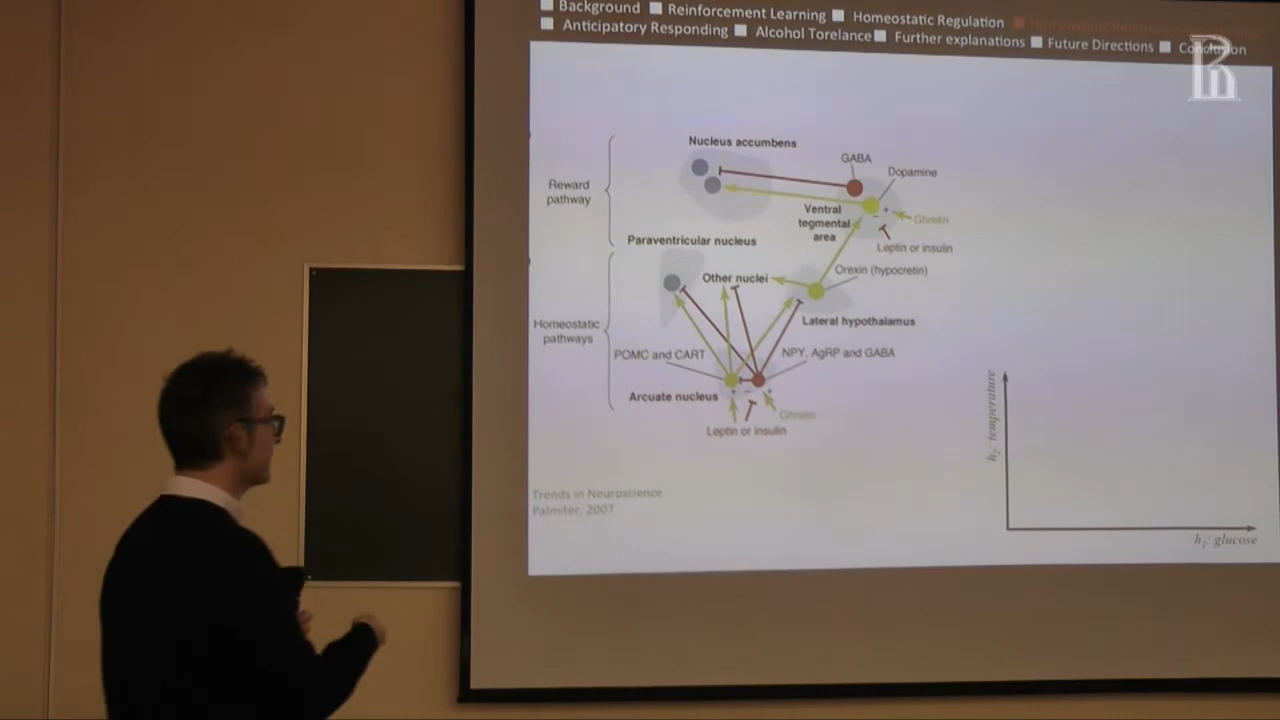 Background Reinforcement Learning Homeostatic Regulation
Anticipatory Responding Alcohol Torelance Further explanations Future Directions Conclusion
Nucleus accumbens
GABA
Dopamine
Reward
pathway
Ventral
tegmental
area
+
-
Ghrelin
Leptin or insulin
Paraventricular nucleus
Other nuclei
Orexin (hypocretin)
Lateral hypothalamus
Homeostatic
pathways
POMC and CART
NPY, AgRP and GABA
Arcuate nucleus
+ - +
Ghrelin
Leptin or insulin
Trends in Neuroscience
Palmiter, 2007
h2: temperature
h1: glucose